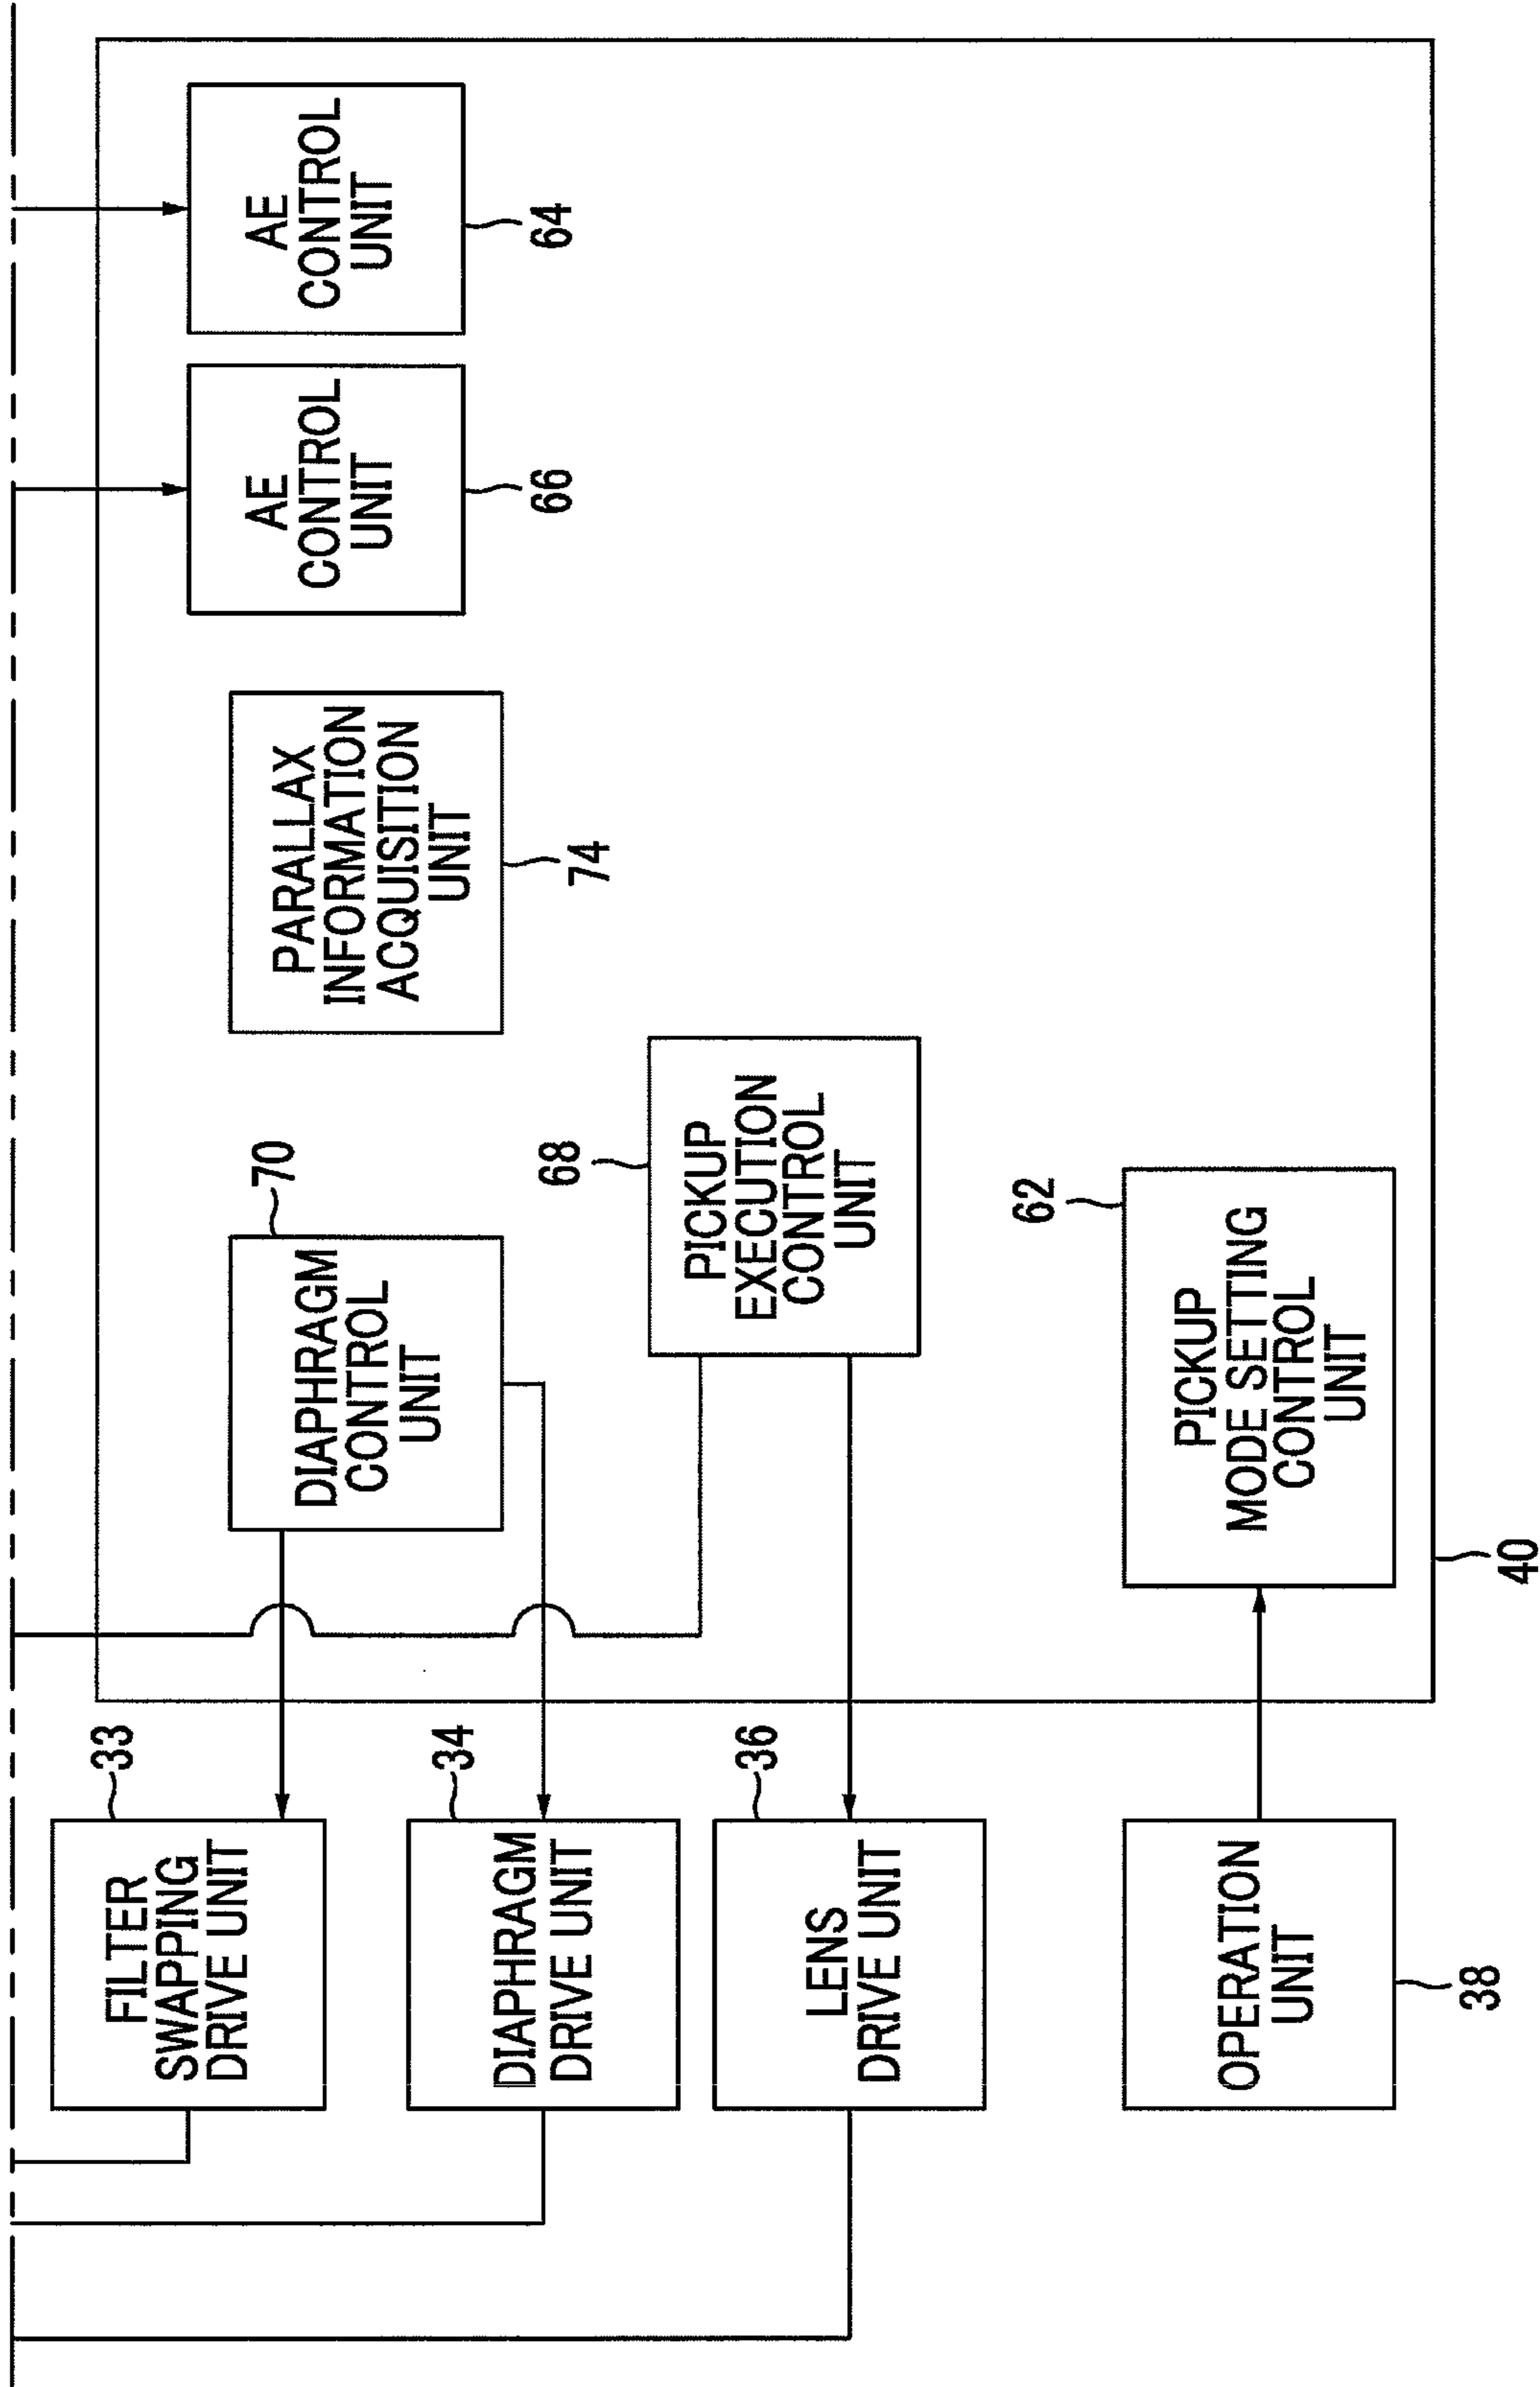 FILTER
SWAPPING
DRIVE UNIT
33
DIAPHRAGM
DRIVE UNIT
34
LENS
DRIVE UNIT
36
OPERATION
UNIT
38
DIAPHRAGM
CONTROL
UNIT
70
PICKUP
EXECUTION
CONTROL
UNIT
68
PICKUP
MODE SETTING
CONTROL
UNIT
62
40
PARALLAX
INFORMATION
ACQUISITION
UNIT
74
AE
CONTROL
UNIT
66
AE
CONTROL
UNIT
64